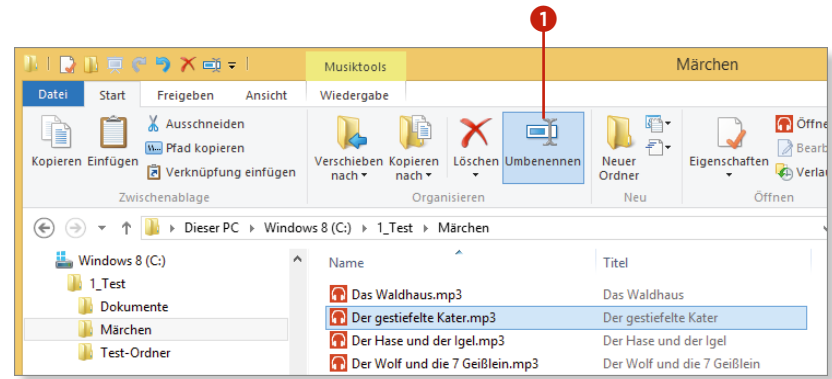 1
Musiktools
Märchen
Datei Start Freigeben Ansicht Wiedergabe
Kopieren
Einfügen
Ausschneiden
Pfad kopieren
Verknüpfung einfügen
Zwischenablage
Verschieben nach
Kopieren nach
Löschen
Umbenennen
Organisieren
Neuer Ordner
Neu
Eigenschaften
Öffne
Bearb
Verlau
Öffnen
Dieser PC Windows 8 (C:) 1_Test Märchen
Windows 8 (C:)
1_Test
Dokumente
Märchen
Test-Ordner
Name Titel
Das Waldhaus.mp3 Das Waldhaus
Der gestiefelte Kater.mp3 Der gestiefelte Kater
Der Hase und der Igel.mp3 Der Hase und der Igel
Der Wolf und die 7 Geißlein.mp3 Der Wolf und die 7 Geißlein